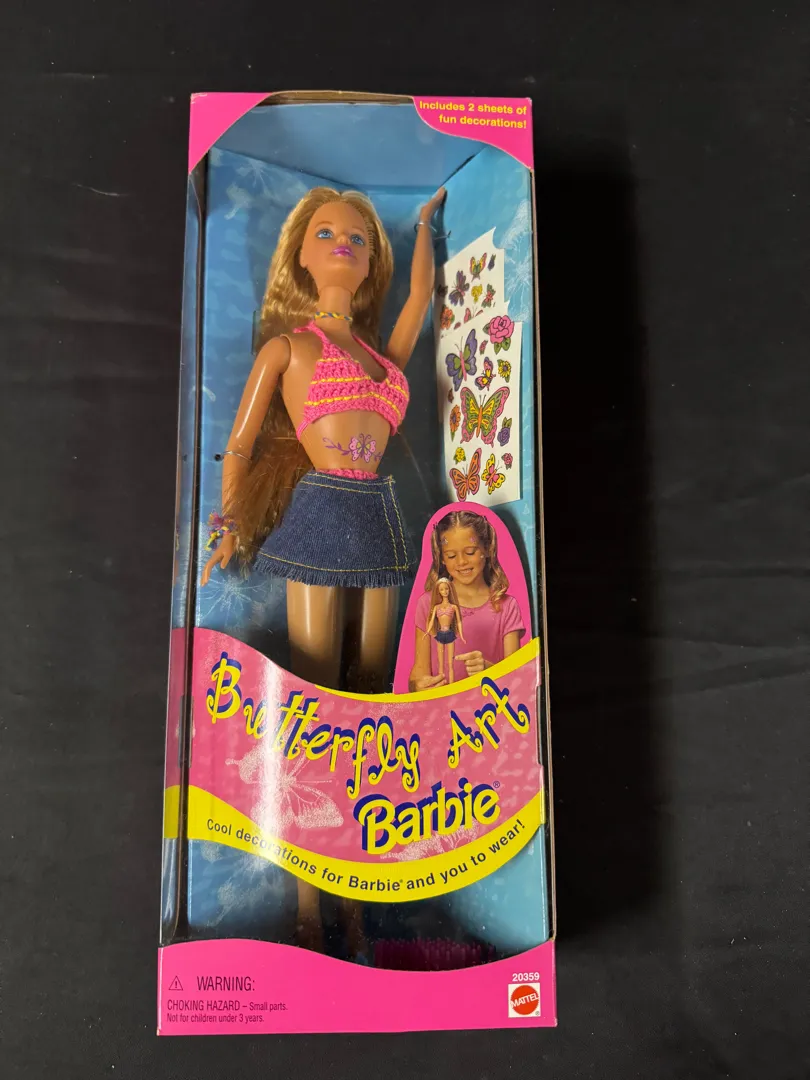 Includes 2 sheets of
fun decorations!
Butterfly Art
Barbie®
Cool decorations for Barbie® and you to wear!
⚠ WARNING:
CHOKING HAZARD – Small parts.
Not for children under 3 years.
20359
MATTEL®